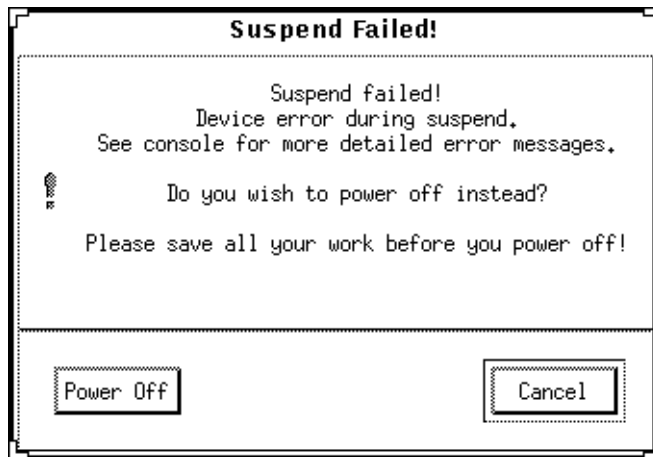 Suspend Failed!
Suspend failed!
Device error during suspend.
See console for more detailed error messages.
Do you wish to power off instead?
Please save all your work before you power off!
Power Off
Cancel